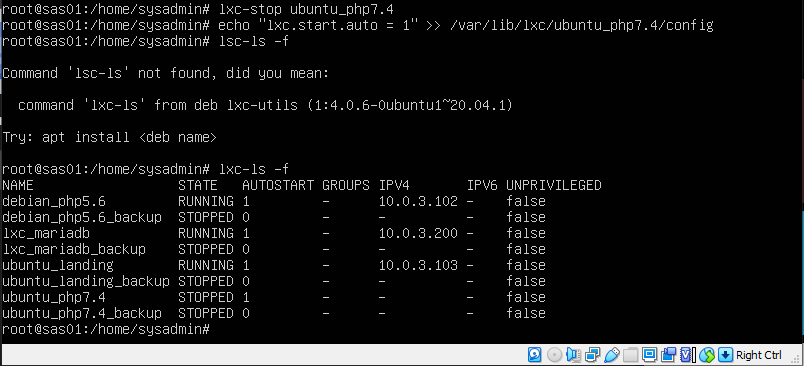 root@sas01:/home/sysadmin# lxc-stop ubuntu_php7.4
root@sas01:/home/sysadmin# echo "lxc.start.auto = 1" >> /var/lib/lxc/ubuntu_php7.4/config
root@sas01:/home/sysadmin# lsc-ls -f
Command 'lsc-ls' not found, did you mean:
command 'lxc-ls' from deb lxc-utils (1:4.0.6-0ubuntu1~20.04.1)
Try: apt install <deb name>
root@sas01:/home/sysadmin# lxc-ls -f
NAME STATE AUTOSTART GROUPS IPV4 IPV6 UNPRIVILEGED
debian_php5.6 RUNNING 1 - 10.0.3.102 - false
debian_php5.6_backup STOPPED 0 - - - false
lxc_mariadb RUNNING 1 - 10.0.3.200 - false
lxc_mariadb_backup STOPPED 0 - - - false
ubuntu_landing RUNNING 1 - 10.0.3.103 - false
ubuntu_landing_backup STOPPED 0 - - - false
ubuntu_php7.4 STOPPED 1 - - - false
ubuntu_php7.4_backup STOPPED 0 - - - false
root@sas01:/home/sysadmin#
Right Ctrl